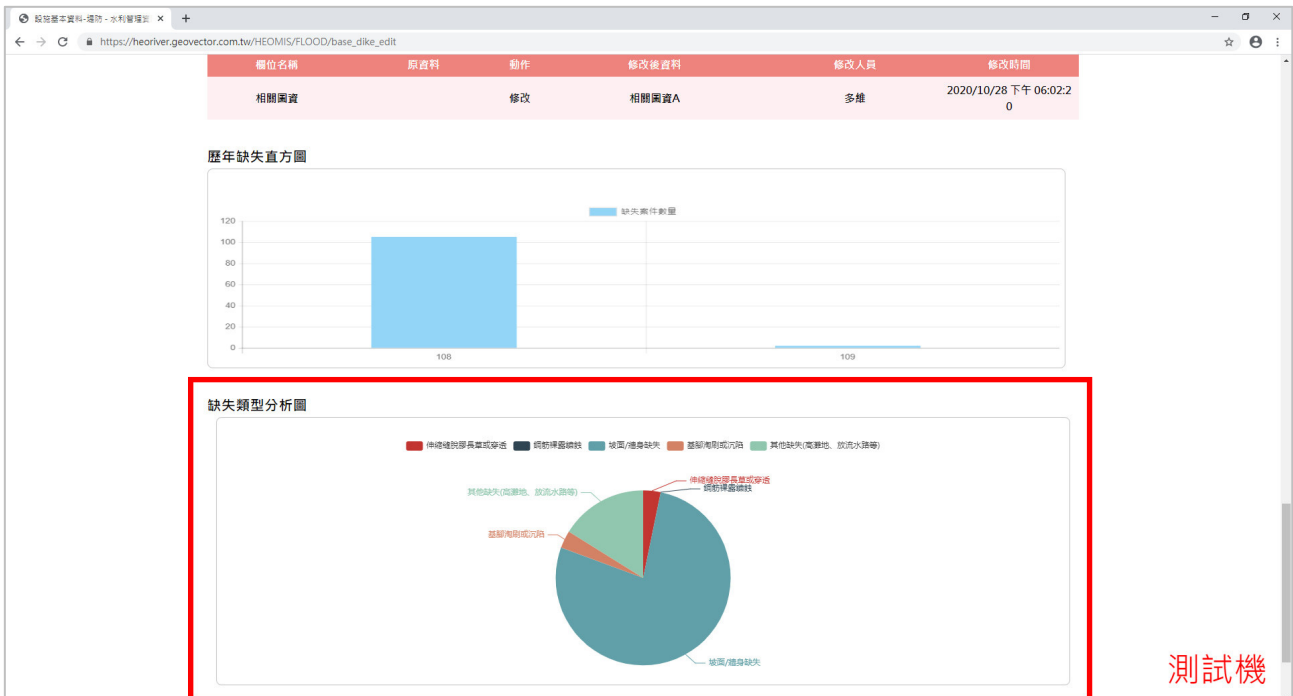 設施基本資料-堤防 - 水利管理
https://heoriver.geovector.com.tw/HEOMIS/FLOOD/base_dike_edit
欄位名稱 原資料 動作 修改後資料 修改人員 修改時間
相關圖資 修改 相關圖資A 多維 2020/10/28 下午 06:02:2
0
歷年缺失直方圖
缺失案件數量
120
100
80
60
40
20
0
108 109
缺失類型分析圖
伸縮縫脫膠長草或穿透 鋼筋裸露鏽蝕 坡面/牆身缺失 基腳淘刷或沉陷 其他缺失(高灘地、放流水路等)
伸縮縫脫膠長草或穿透
鋼筋裸露鏽蝕
其他缺失(高灘地、放流水路等)
基腳淘刷或沉陷
坡面/牆身缺失
測試機